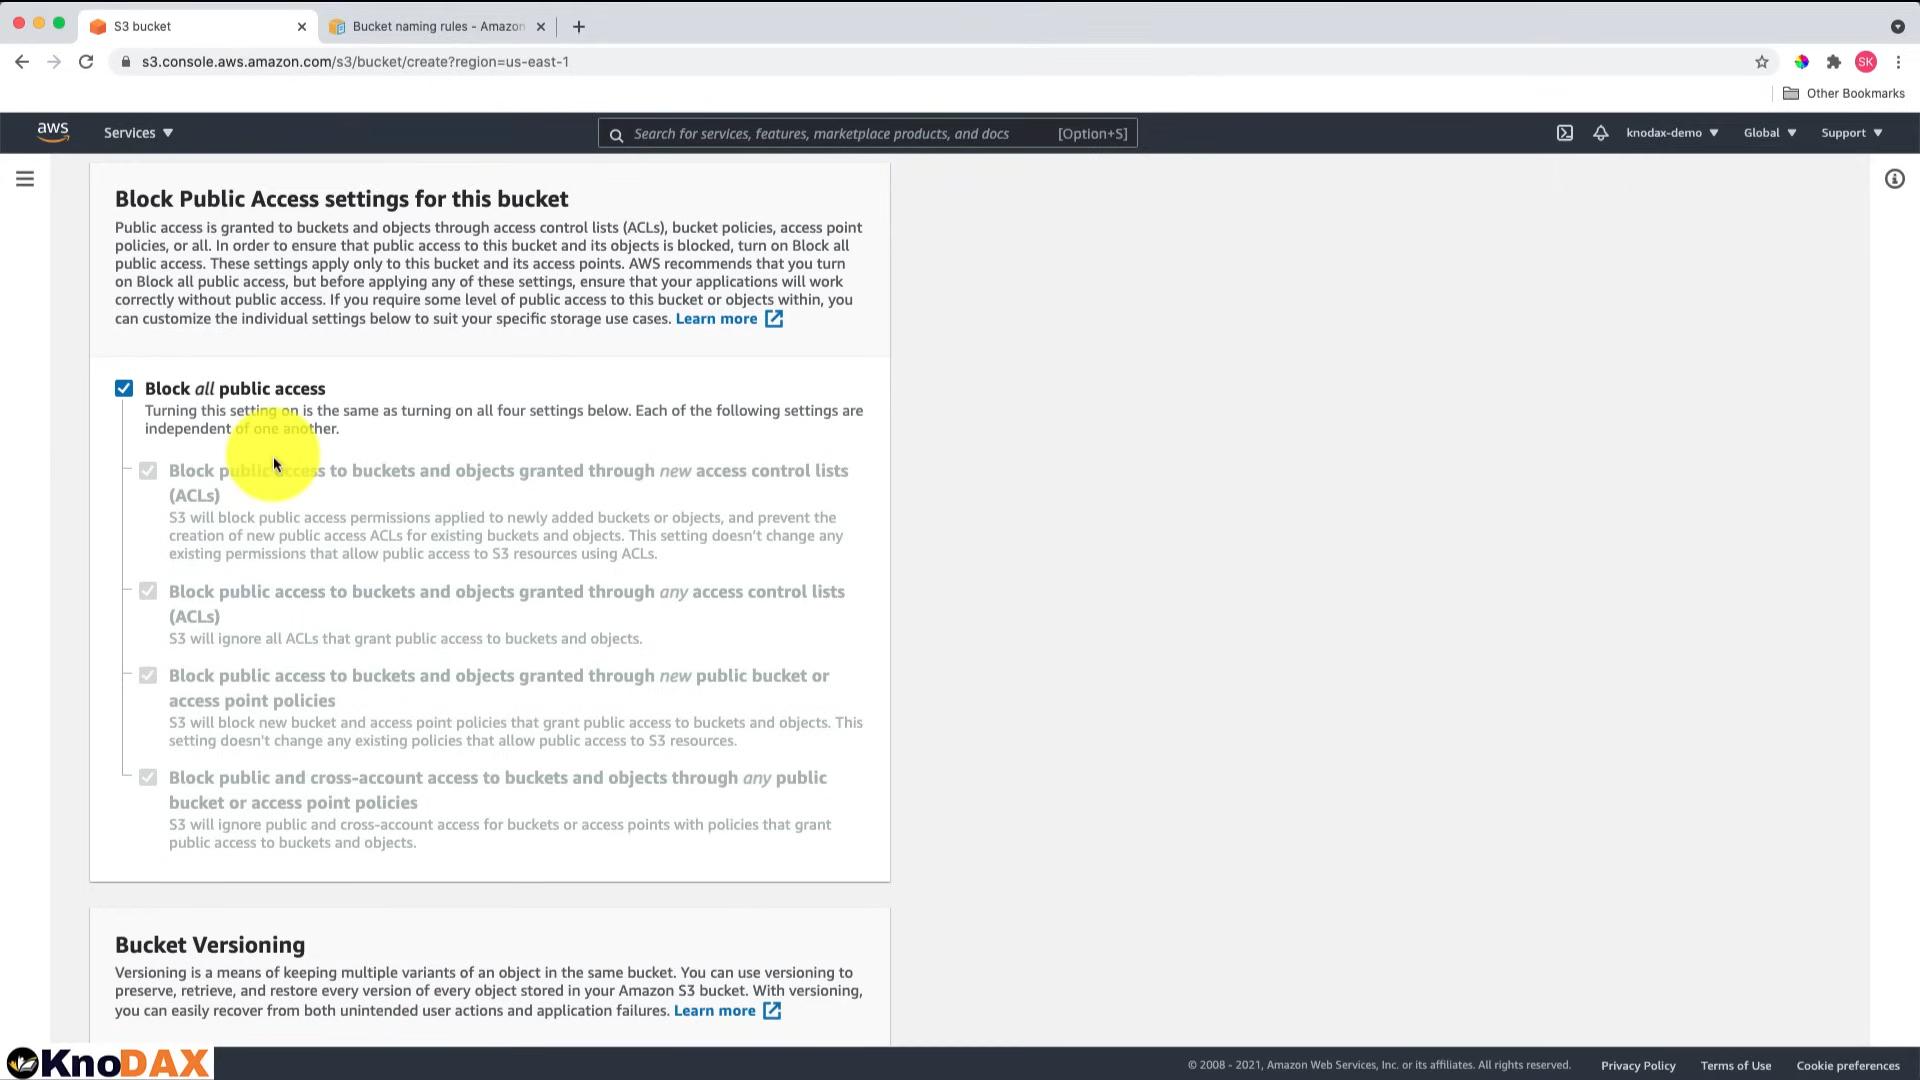 S3 bucket
Bucket naming rules - Amazon
s3.console.aws.amazon.com/s3/bucket/create?region=us-east-1
SK
Other Bookmarks
aws
Services
Search for services, features, marketplace products, and docs
[Option+S]
knodax-demo
Global
Support
Block Public Access settings for this bucket
Public access is granted to buckets and objects through access control lists (ACLs), bucket policies, access point
policies, or all. In order to ensure that public access to this bucket and its objects is blocked, turn on Block all
public access. These settings apply only to this bucket and its access points. AWS recommends that you turn
on Block all public access, but before applying any of these settings, ensure that your applications will work
correctly without public access. If you require some level of public access to this bucket or objects within, you
can customize the individual settings below to suit your specific storage use cases. Learn more
Block all public access
Turning this setting on is the same as turning on all four settings below. Each of the following settings are
independent of one another.
Block public access to buckets and objects granted through new access control lists
(ACLs)
S3 will block public access permissions applied to newly added buckets or objects, and prevent the
creation of new public access ACLs for existing buckets and objects. This setting doesn't change any
existing permissions that allow public access to S3 resources using ACLs.
Block public access to buckets and objects granted through any access control lists
(ACLs)
S3 will ignore all ACLs that grant public access to buckets and objects.
Block public access to buckets and objects granted through new public bucket or
access point policies
S3 will block new bucket and access point policies that grant public access to buckets and objects. This
setting doesn't change any existing policies that allow public access to S3 resources.
Block public and cross-account access to buckets and objects through any public
bucket or access point policies
S3 will ignore public and cross-account access for buckets or access points with policies that grant
public access to buckets and objects.
Bucket Versioning
Versioning is a means of keeping multiple variants of an object in the same bucket. You can use versioning to
preserve, retrieve, and restore every version of every object stored in your Amazon S3 bucket. With versioning,
you can easily recover from both unintended user actions and application failures. Learn more
KnoDAX
© 2008 - 2021, Amazon Web Services, Inc. or its affiliates. All rights reserved.
Privacy Policy
Terms of Use
Cookie preferences